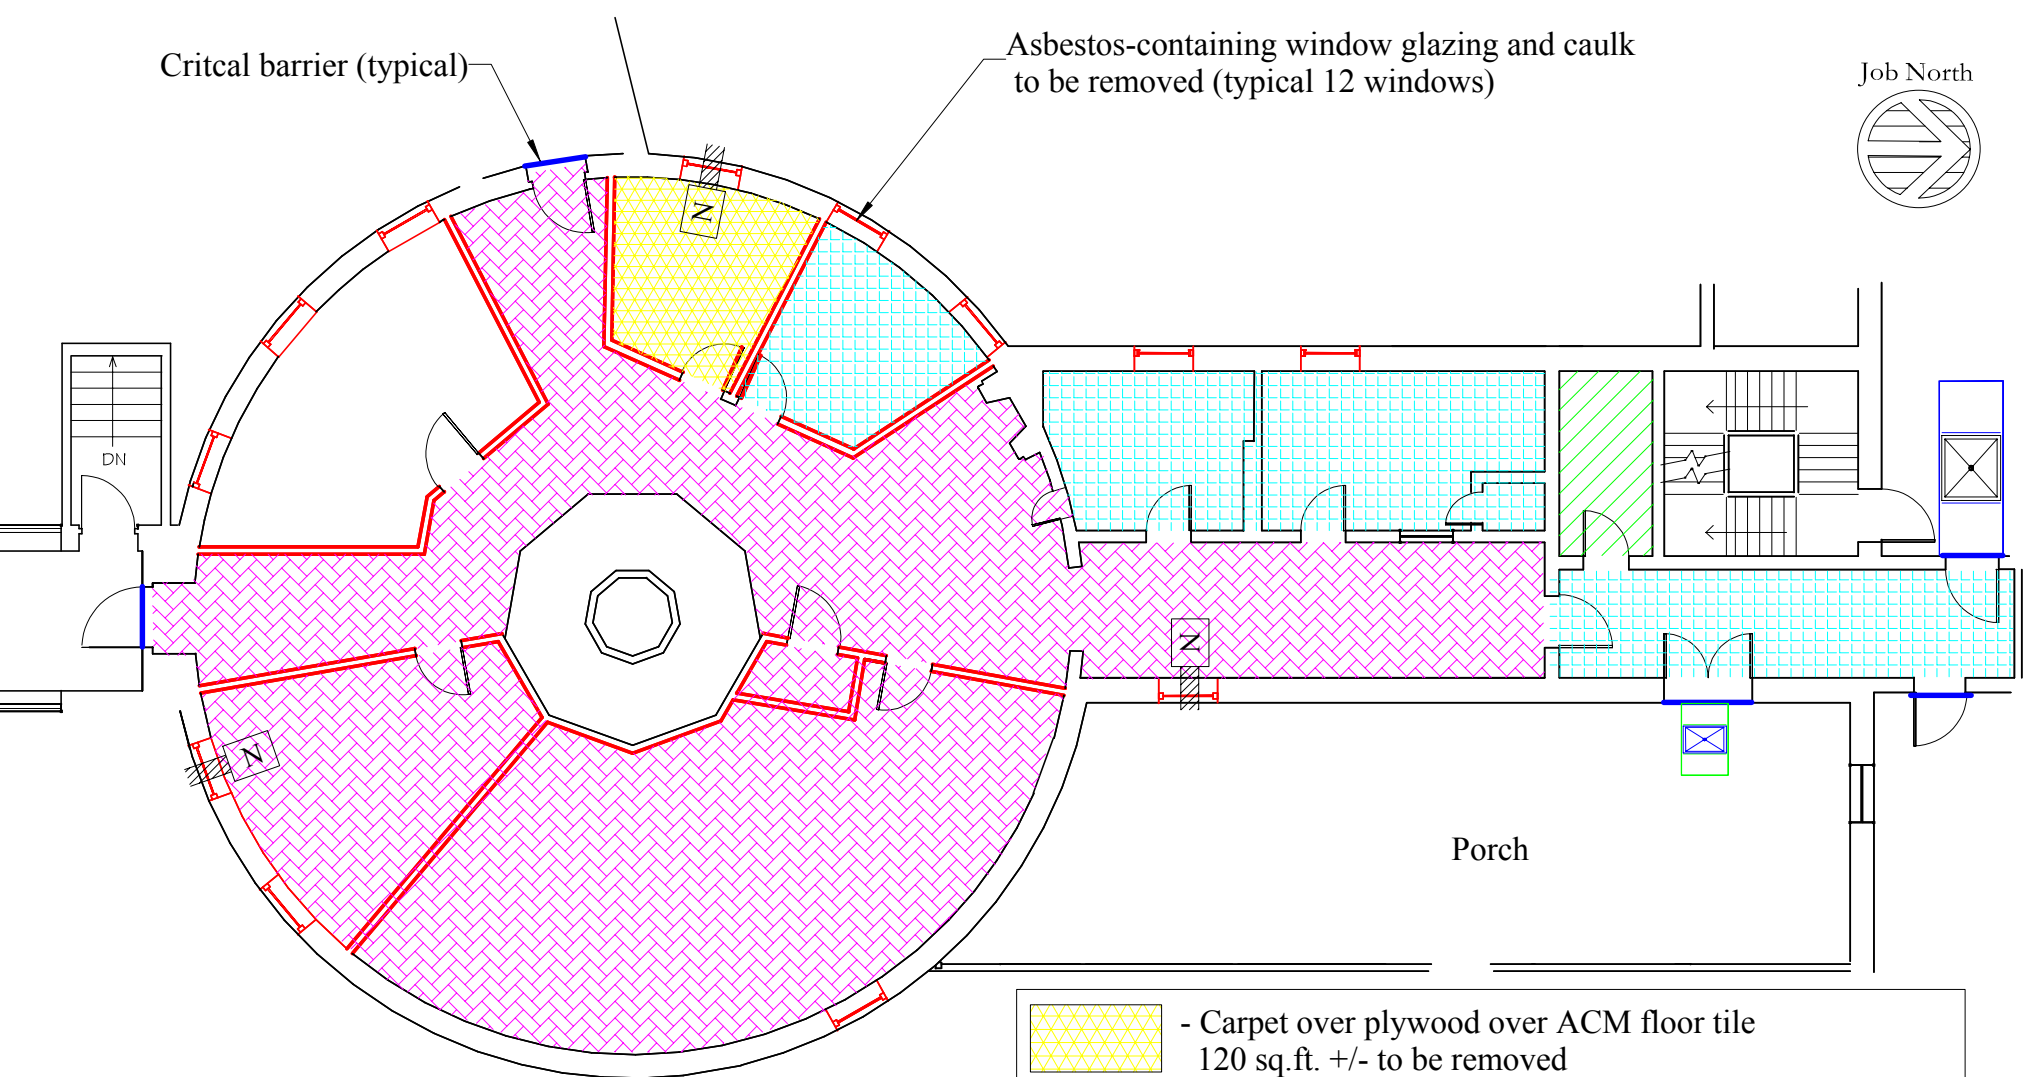 Critcal barrier (typical)
Asbestos-containing window glazing and caulk
to be removed (typical 12 windows)
Job North
N
DN
N
N
Porch
- Carpet over plywood over ACM floor tile
120 sq.ft. +/- to be removed